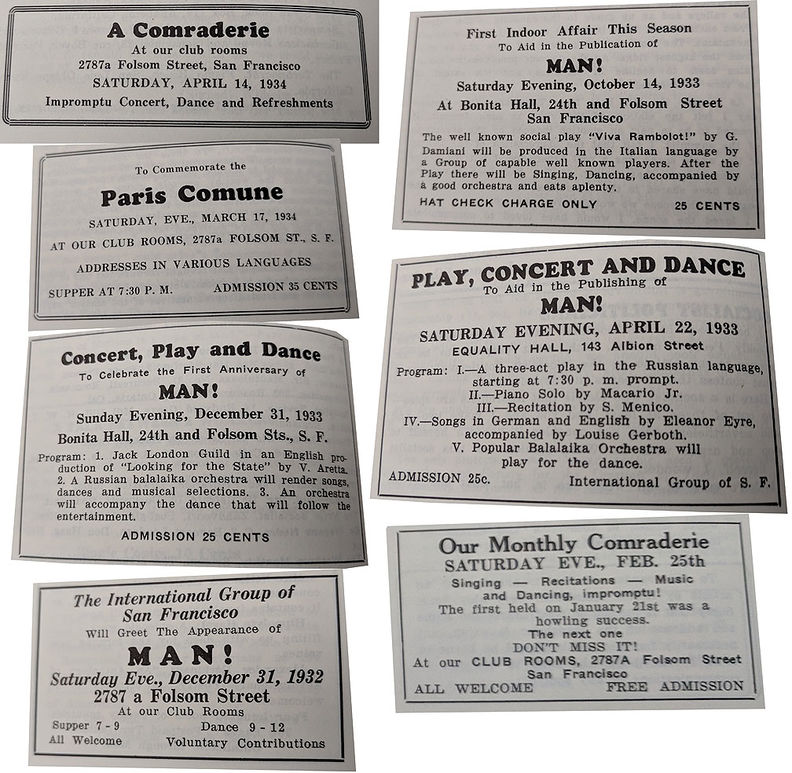 A Comraderie
At our club rooms
2787a Folsom Street, San Francisco
SATURDAY, APRIL 14, 1934
Impromptu Concert, Dance and Refreshments
To Commemorate the
Paris Comune
SATURDAY, EVE., MARCH 17, 1934
AT OUR CLUB ROOMS, 2787a FOLSOM ST., S. F.
ADDRESSES IN VARIOUS LANGUAGES
SUPPER AT 7:30 P. M. ADMISSION 35 CENTS
Concert, Play and Dance
To Celebrate the First Anniversary of
MAN!
Sunday Evening, December 31, 1933
Bonita Hall, 24th and Folsom Sts., S. F.
Program: 1. Jack London Guild in an English pro-
duction of "Looking for the State" by V. Aretta.
2. A Russian balalaika orchestra will render songs,
dances and musical selections. 3. An orchestra
will accompany the dance that will follow the
entertainment.
ADMISSION 25 CENTS
The International Group of
San Francisco
Will Greet The Appearance of
MAN!
Saturday Eve., December 31, 1932
2787 a Folsom Street
At our Club Rooms
Supper 7 - 9 Dance 9 - 12
All Welcome Voluntary Contributions
First Indoor Affair This Season
To Aid in the Publication of
MAN!
Saturday Evening, October 14, 1933
At Bonita Hall, 24th and Folsom Street
San Francisco
The well known social play "Viva Rambolot!" by G.
Damiani will be produced in the Italian language by
a Group of capable well known players. After the
Play there will be Singing, Dancing, accompanied by
a good orchestra and eats aplenty.
HAT CHECK CHARGE ONLY 25 CENTS
PLAY, CONCERT AND DANCE
To Aid in the Publishing of
MAN!
SATURDAY EVENING, APRIL 22, 1933
EQUALITY HALL, 143 Albion Street
Program: I.—A three-act play in the Russian language,
starting at 7:30 p. m. prompt.
II.—Piano Solo by Macario Jr.
III.—Recitation by S. Menico.
IV.—Songs in German and English by Eleanor Eyre,
accompanied by Louise Gerboth.
V. Popular Balalaika Orchestra will
play for the dance.
ADMISSION 25c. International Group of S. F.
Our Monthly Comraderie
SATURDAY EVE., FEB. 25th
Singing — Recitations — Music
and Dancing, impromptu!
The first held on January 21st was a
howling success.
The next one
DON'T MISS IT!
At our CLUB ROOMS, 2787A Folsom Street
San Francisco
ALL WELCOME FREE ADMISSION